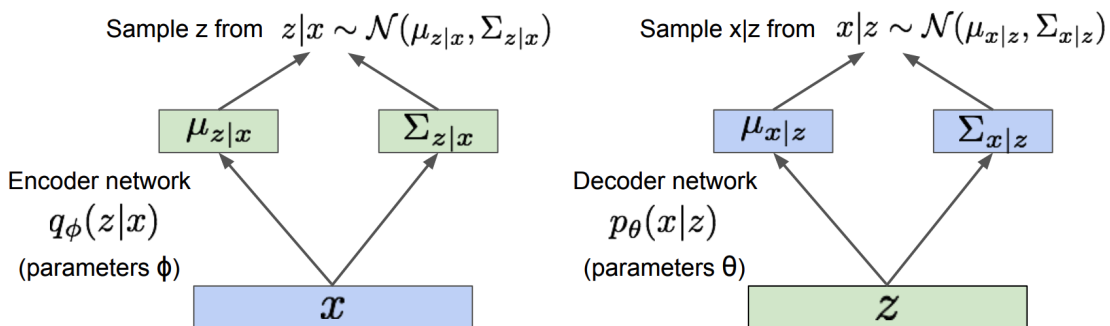 Sample z from z|x ∼ 𝒩(μ_{z|x}, Σ_{z|x})
μ_{z|x}
Σ_{z|x}
Encoder network
q_ϕ(z|x)
(parameters ϕ)
x
Sample x|z from x|z ∼ 𝒩(μ_{x|z}, Σ_{x|z})
μ_{x|z}
Σ_{x|z}
Decoder network
p_θ(x|z)
(parameters θ)
z